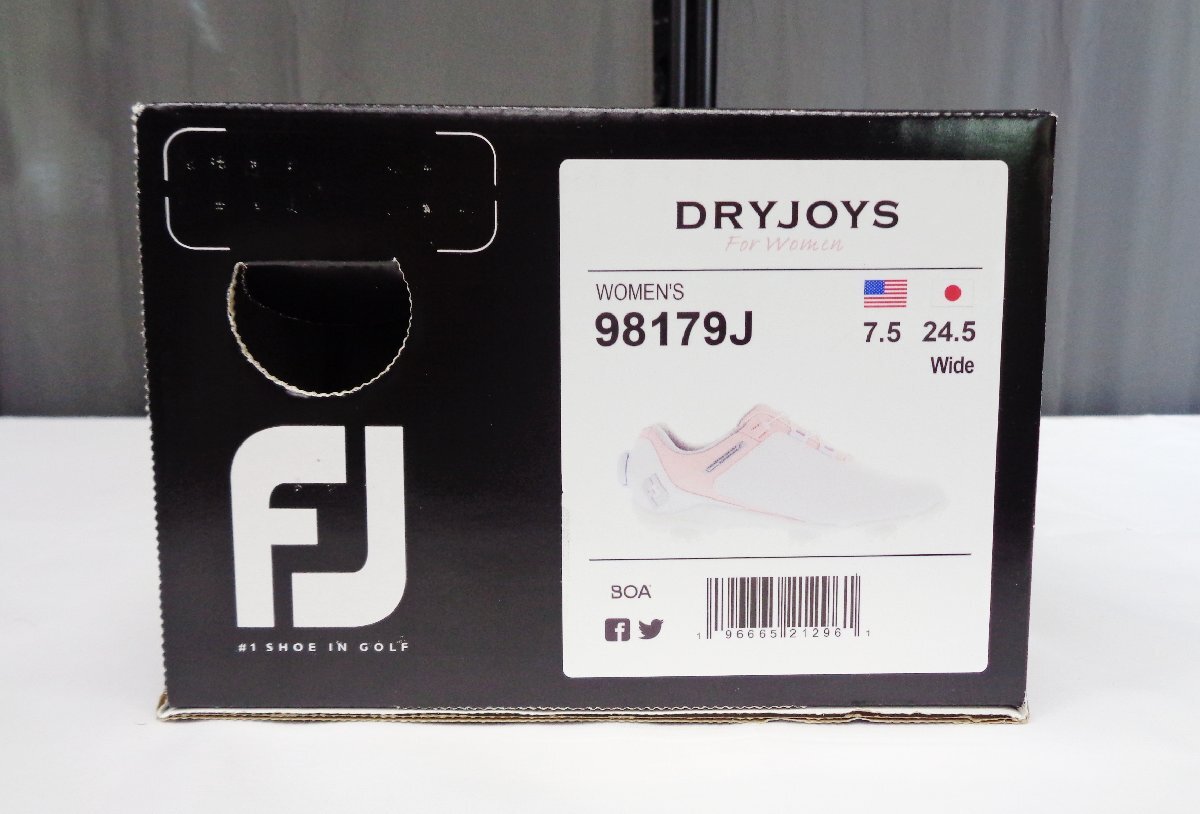 FJ
#1 SHOE IN GOLF
DRYJOYS
For Women
WOMEN'S
98179J
7.5 24.5
Wide
FJ
BOA
1 96665 21296 1